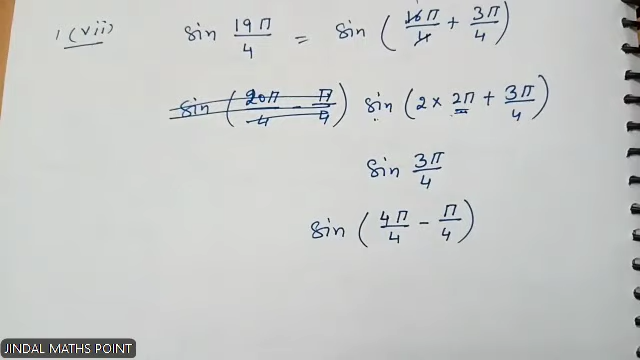 1(vii) sin 19π/4 = sin (16π/4 + 3π/4)
sin (20π/4 - π/4) sin (2 × 2π + 3π/4)
sin 3π/4
sin (4π/4 - π/4)
JINDAL MATHS POINT